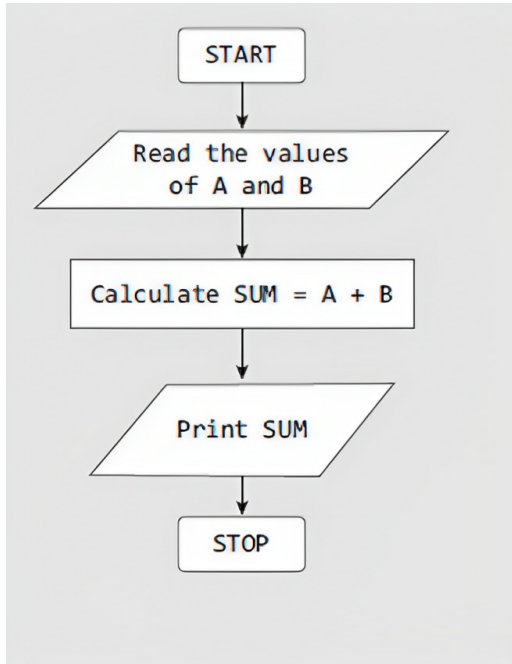 START
Read the values
of A and B
Calculate SUM = A + B
Print SUM
STOP